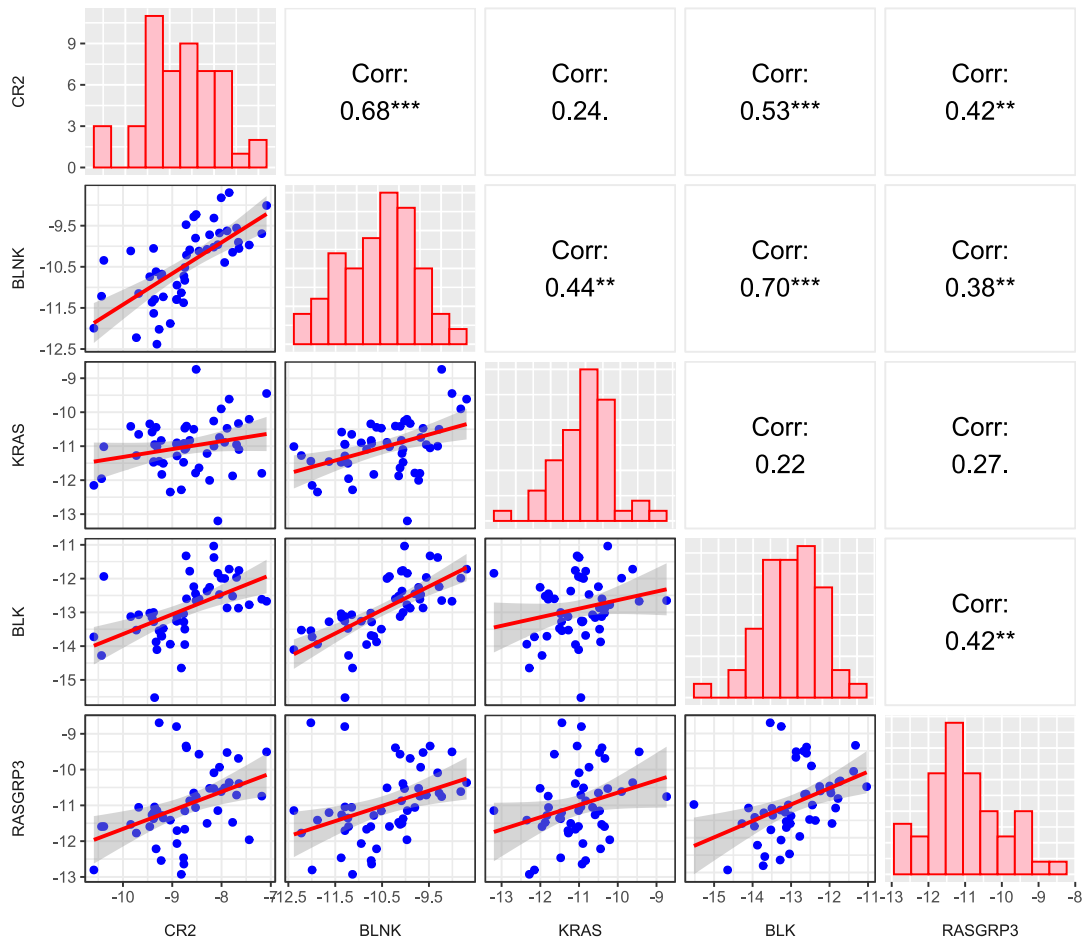 9
6
3
0
CR2
Corr:
0.68***
Corr:
0.24.
Corr:
0.53***
Corr:
0.42**
-9.5
-10.5
-11.5
-12.5
BLNK
Corr:
0.44**
Corr:
0.70***
Corr:
0.38**
-9
-10
-11
-12
-13
KRAS
Corr:
0.22
Corr:
0.27.
-11
-12
-13
-14
-15
BLK
Corr:
0.42**
-9
-10
-11
-12
-13
RASGRP3
-10 -9 -8 -7
-12.5 -11.5 -10.5 -9.5
-13 -12 -11 -10 -9
-15 -14 -13 -12 -11
-13 -12 -11 -10 -9 -8
CR2 BLNK KRAS BLK RASGRP3